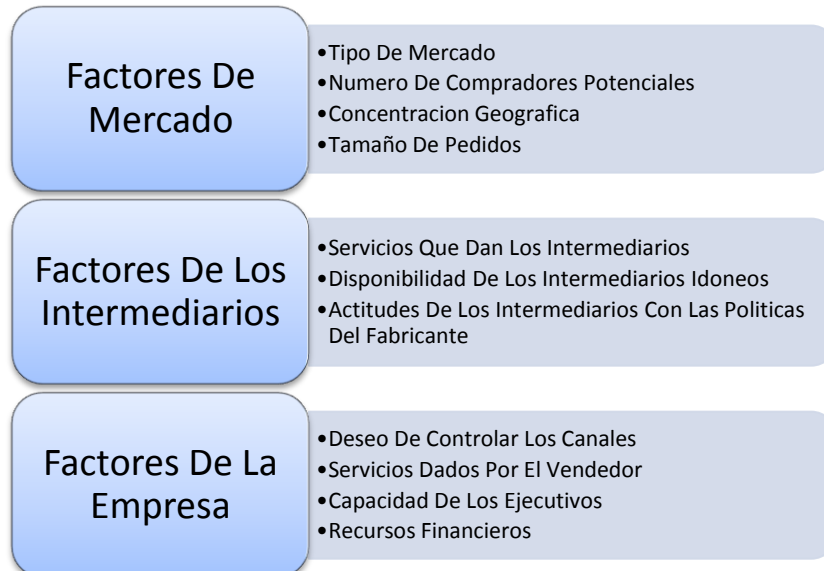 Factores De
Mercado
•Tipo De Mercado
•Numero De Compradores Potenciales
•Concentracion Geografica
•Tamaño De Pedidos
Factores De Los
Intermediarios
•Servicios Que Dan Los Intermediarios
•Disponibilidad De Los Intermediarios Idoneos
•Actitudes De Los Intermediarios Con Las Politicas
Del Fabricante
Factores De La
Empresa
•Deseo De Controlar Los Canales
•Servicios Dados Por El Vendedor
•Capacidad De Los Ejecutivos
•Recursos Financieros